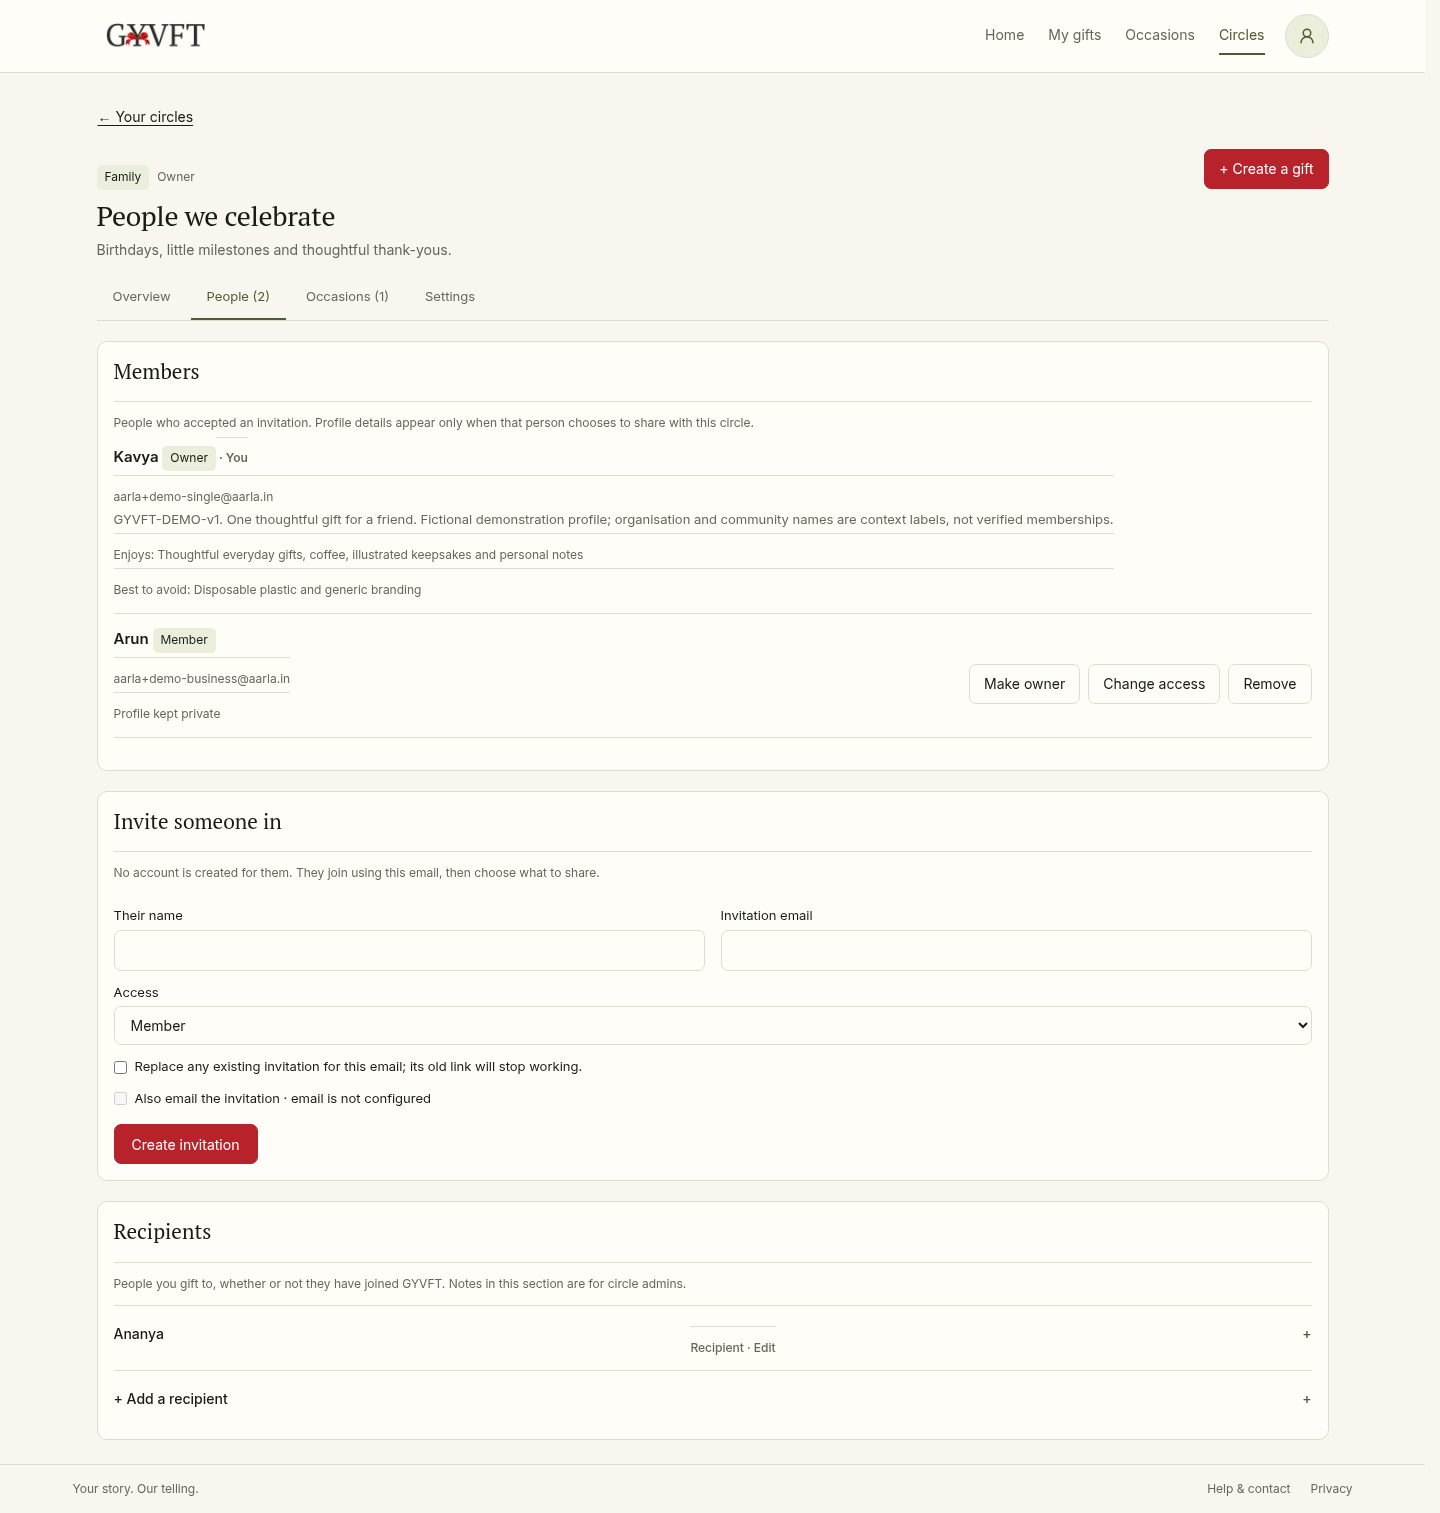 GYVFT
Home My gifts Occasions Circles
← Your circles
+ Create a gift
Family Owner
People we celebrate
Birthdays, little milestones and thoughtful thank-yous.
Overview People (2) Occasions (1) Settings
Members
People who accepted an invitation. Profile details appear only when that person chooses to share with this circle.
Kavya Owner · You
aarla+demo-single@aarla.in
GYVFT-DEMO-v1. One thoughtful gift for a friend. Fictional demonstration profile; organisation and community names are context labels, not verified memberships.
Enjoys: Thoughtful everyday gifts, coffee, illustrated keepsakes and personal notes
Best to avoid: Disposable plastic and generic branding
Arun Member
aarla+demo-business@aarla.in
Make owner Change access Remove
Profile kept private
Invite someone in
No account is created for them. They join using this email, then choose what to share.
Their name Invitation email
Access
Member
Replace any existing invitation for this email; its old link will stop working.
Also email the invitation · email is not configured
Create invitation
Recipients
People you gift to, whether or not they have joined GYVFT. Notes in this section are for circle admins.
Ananya Recipient · Edit +
+ Add a recipient +
Your story. Our telling. Help & contact Privacy